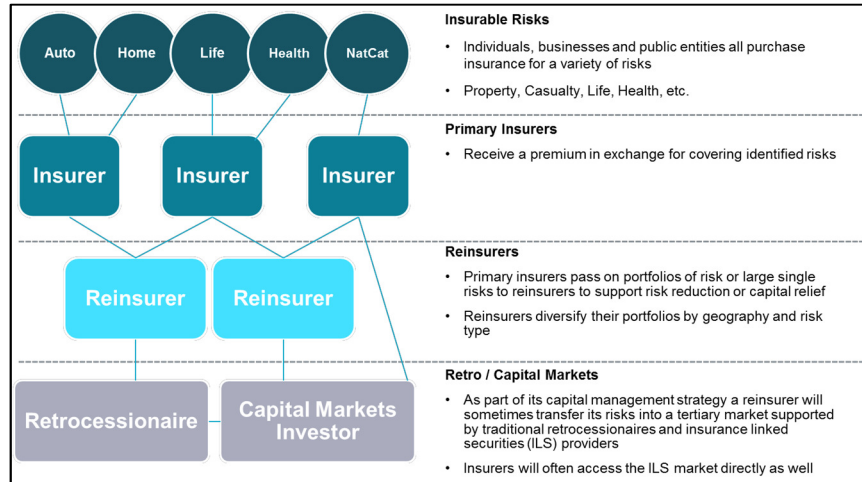 Auto
Home
Life
Health
NatCat
Insurable Risks
• Individuals, businesses and public entities all purchase
insurance for a variety of risks
• Property, Casualty, Life, Health, etc.
Insurer
Insurer
Insurer
Primary Insurers
• Receive a premium in exchange for covering identified risks
Reinsurer
Reinsurer
Reinsurers
• Primary insurers pass on portfolios of risk or large single
risks to reinsurers to support risk reduction or capital relief
• Reinsurers diversify their portfolios by geography and risk
type
Retrocessionaire
Capital Markets
Investor
Retro / Capital Markets
• As part of its capital management strategy a reinsurer will
sometimes transfer its risks into a tertiary market supported
by traditional retrocessionaires and insurance linked
securities (ILS) providers
• Insurers will often access the ILS market directly as well